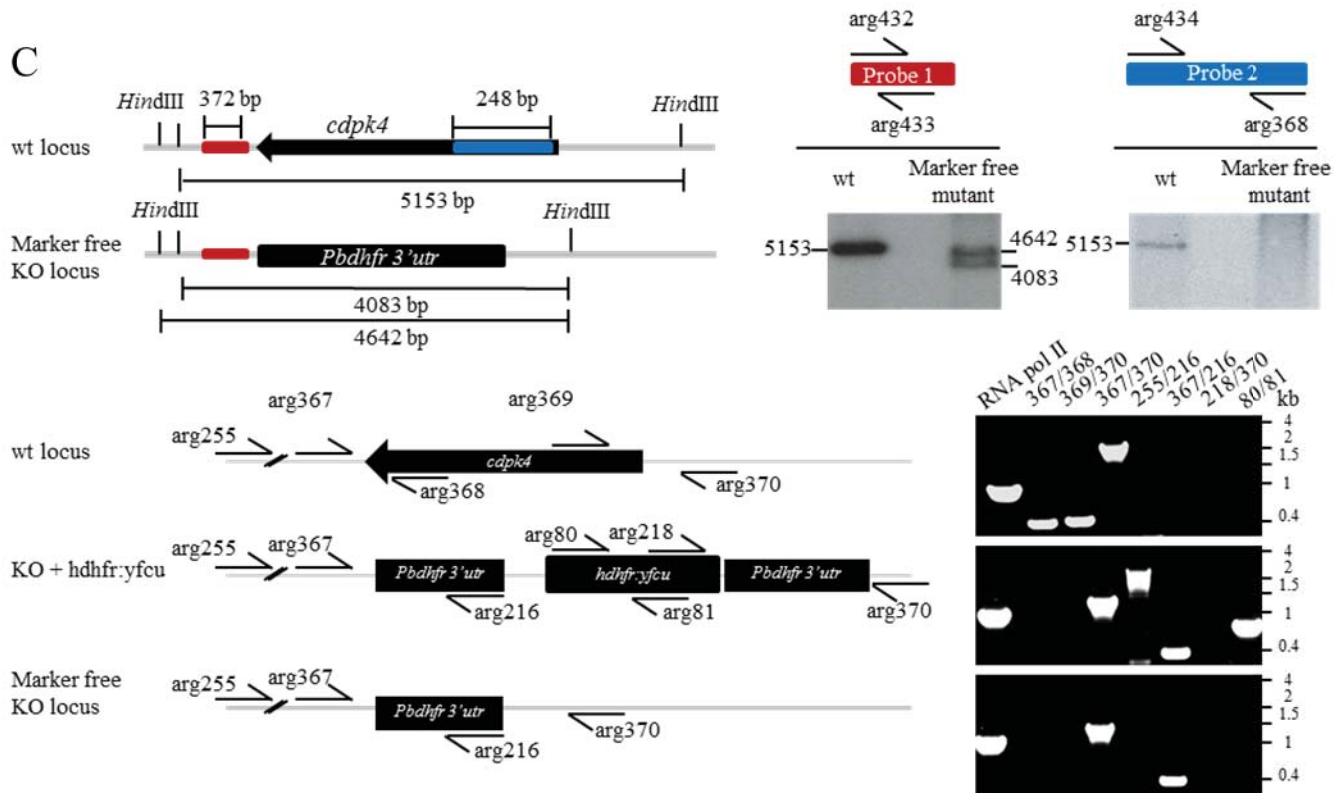 C
HindIII
372 bp
248 bp
HindIII
cdpk4
wt locus
5153 bp
HindIII
HindIII
Marker free
KO locus
Pbdhfr 3'utr
4083 bp
4642 bp
arg432
Probe 1
arg433
wt
Marker free
mutant
5153
4642
4083
arg434
Probe 2
arg368
wt
Marker free
mutant
5153
arg367
arg369
wt locus
arg255
cdpk4
arg368
arg370
KO + hdhfr:yfcu
arg255
arg367
arg80
arg218
Pbdhfr 3'utr
hdhfr:yfcu
Pbdhfr 3'utr
arg216
arg81
arg370
Marker free
KO locus
arg255
arg367
Pbdhfr 3'utr
arg216
arg370
RNA pol II
367/368
369/370
367/370
255/216
367/216
218/370
80/81
kb
4
2
1.5
1
0.4
4
2
1.5
1
0.4
4
2
1.5
1
0.4